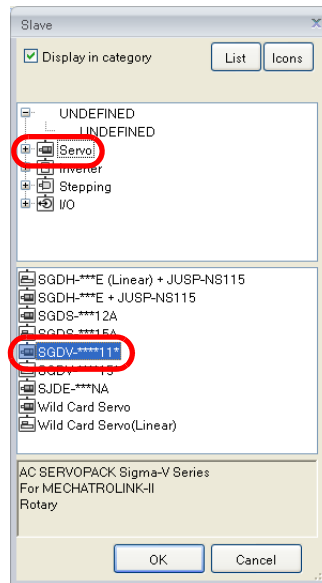 Slave
x
Display in category
List
Icons
UNDEFINED
UNDEFINED
Servo
Inverter
Stepping
I/O
SGDH-***E (Linear) + JUSP-NS115
SGDH-***E + JUSP-NS115
SGDS-***12A
SGDS-***15A
SGDV-****11*
SGDV-****15*
SJDE-***NA
Wild Card Servo
Wild Card Servo(Linear)
AC SERVOPACK Sigma-V Series
For MECHATROLINK-II
Rotary
OK
Cancel